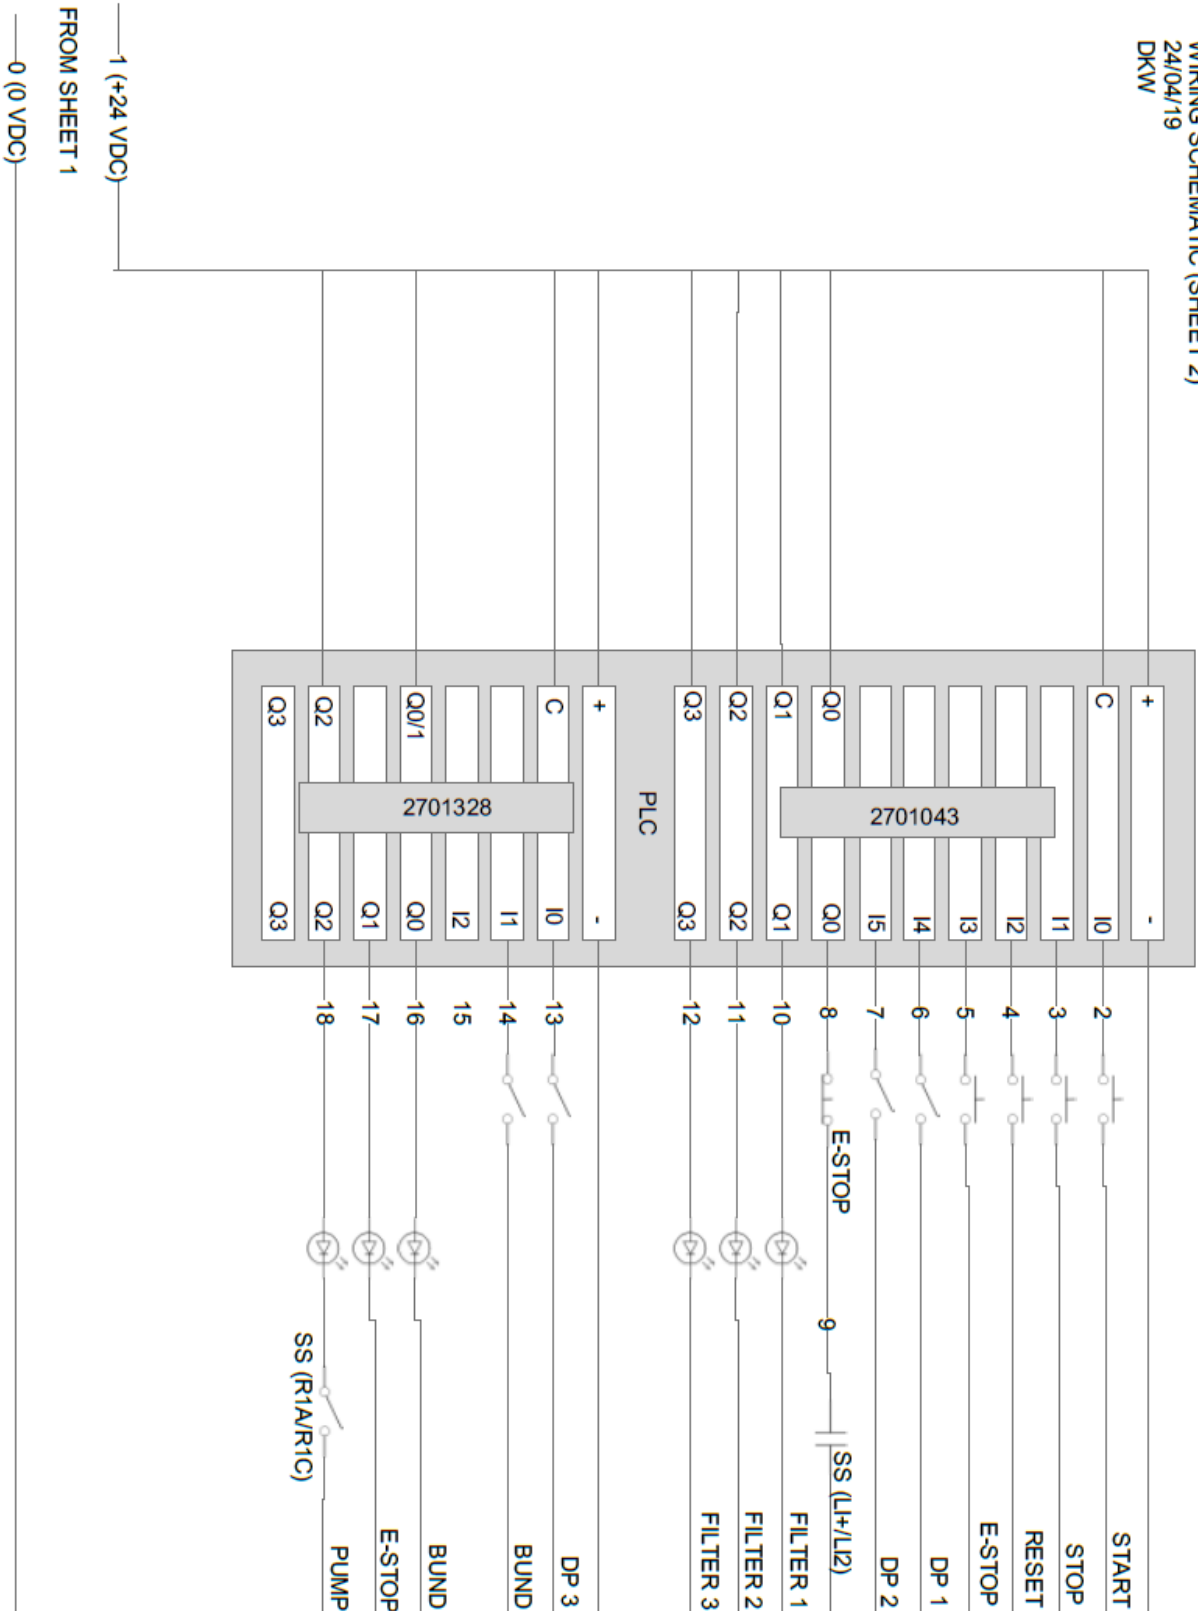 WIRING SCHEMATIC (SHEET 2)
24/04/19
DKW
1 (+24 VDC)
FROM SHEET 1
0 (0 VDC)
+ -
C I0 2 START
I1 3 STOP
I2 4 RESET
I3 5 E-STOP
I4 6 DP 1
I5 7 DP 2
Q0 Q0 8 E-STOP 9 SS (LI+/LI2)
Q1 Q1 10 FILTER 1
Q2 Q2 11 FILTER 2
Q3 Q3 12 FILTER 3
2701043
PLC
+ -
C I0 13 DP 3
I1 14 BUND
I2 15
Q0/1 Q0 16 BUND
Q1 17 E-STOP
Q2 Q2 18 SS (R1A/R1C) PUMP
Q3 Q3
2701328